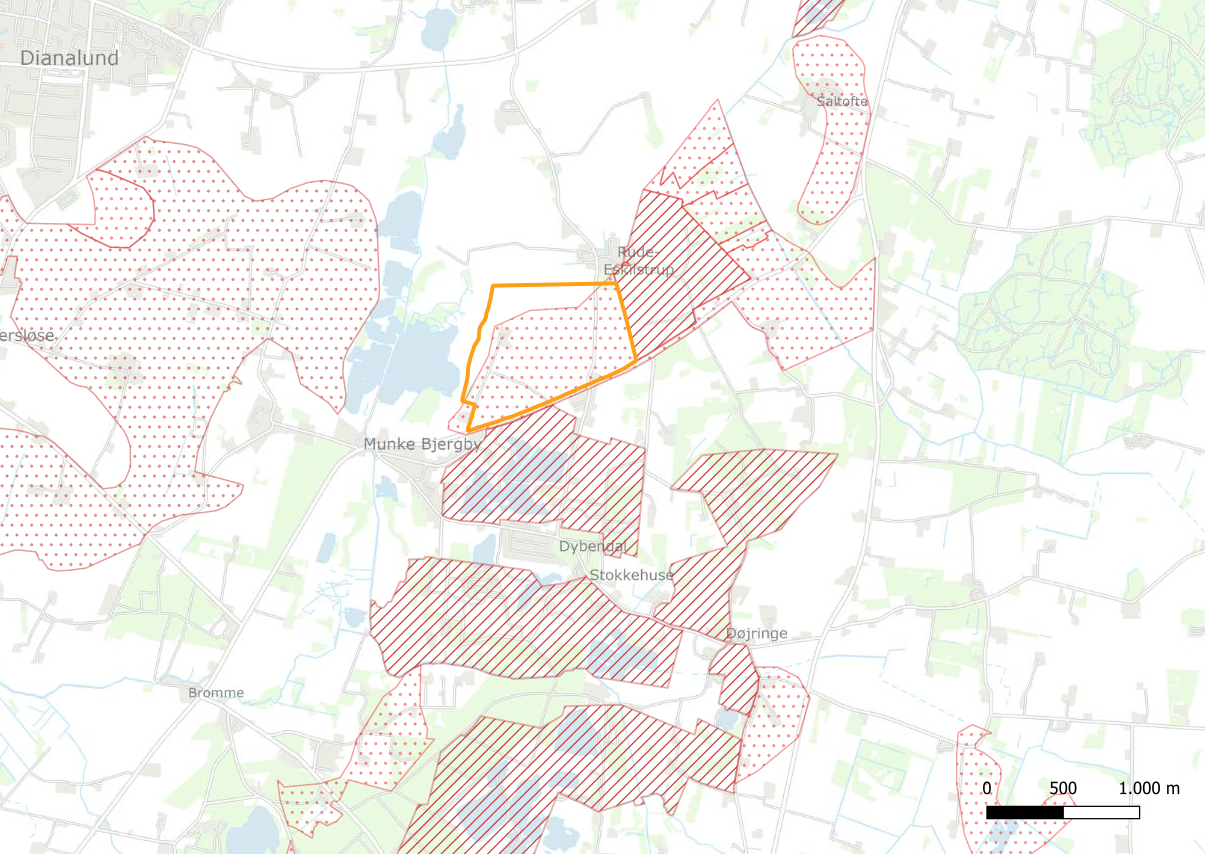 Dianalund
Saltofte
Rude-
Eskilstrup
ersløse
Munke Bjergby
Dybendal
Stokkehuse
Døjringe
Bromme
0 500 1.000 m